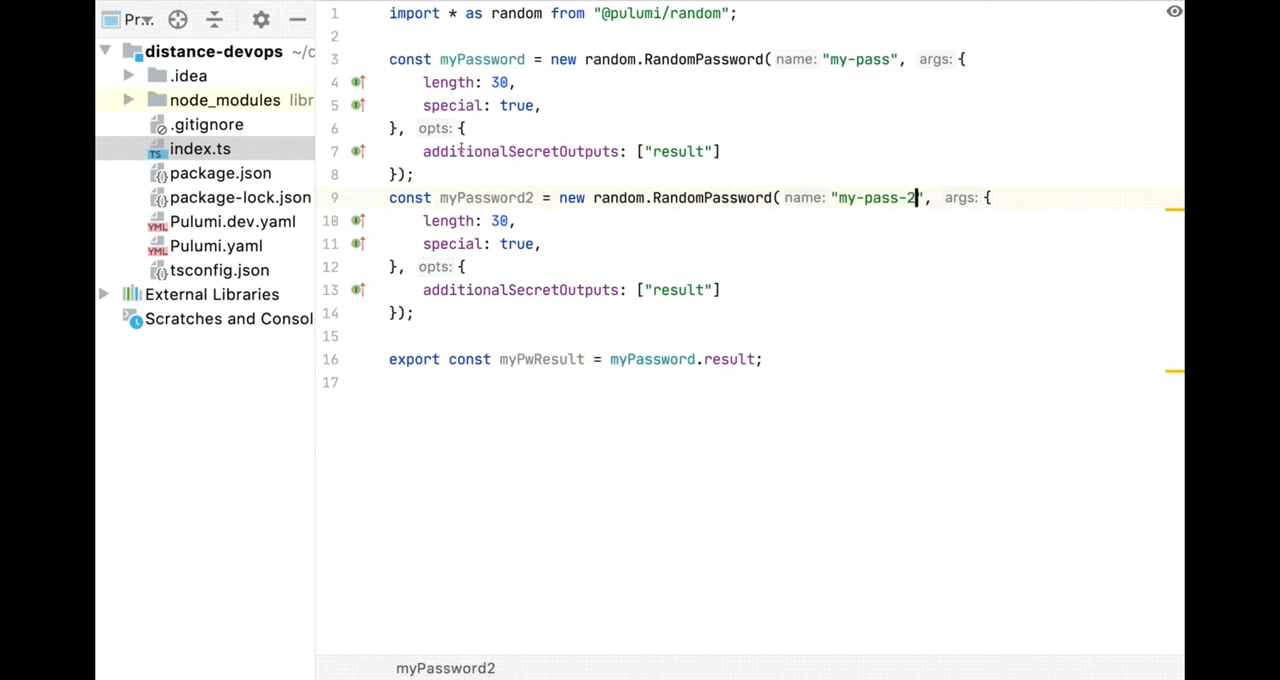 Pr..
distance-devops ~/c
.idea
node_modules libr
.gitignore
index.ts
package.json
package-lock.json
Pulumi.dev.yaml
Pulumi.yaml
tsconfig.json
External Libraries
Scratches and Consol
1 import * as random from "@pulumi/random";
2
3 const myPassword = new random.RandomPassword( name: "my-pass", args: {
4 length: 30,
5 special: true,
6 }, opts: {
7 additionalSecretOutputs: ["result"]
8 });
9 const myPassword2 = new random.RandomPassword( name: "my-pass-2", args: {
10 length: 30,
11 special: true,
12 }, opts: {
13 additionalSecretOutputs: ["result"]
14 });
15
16 export const myPwResult = myPassword.result;
17
myPassword2